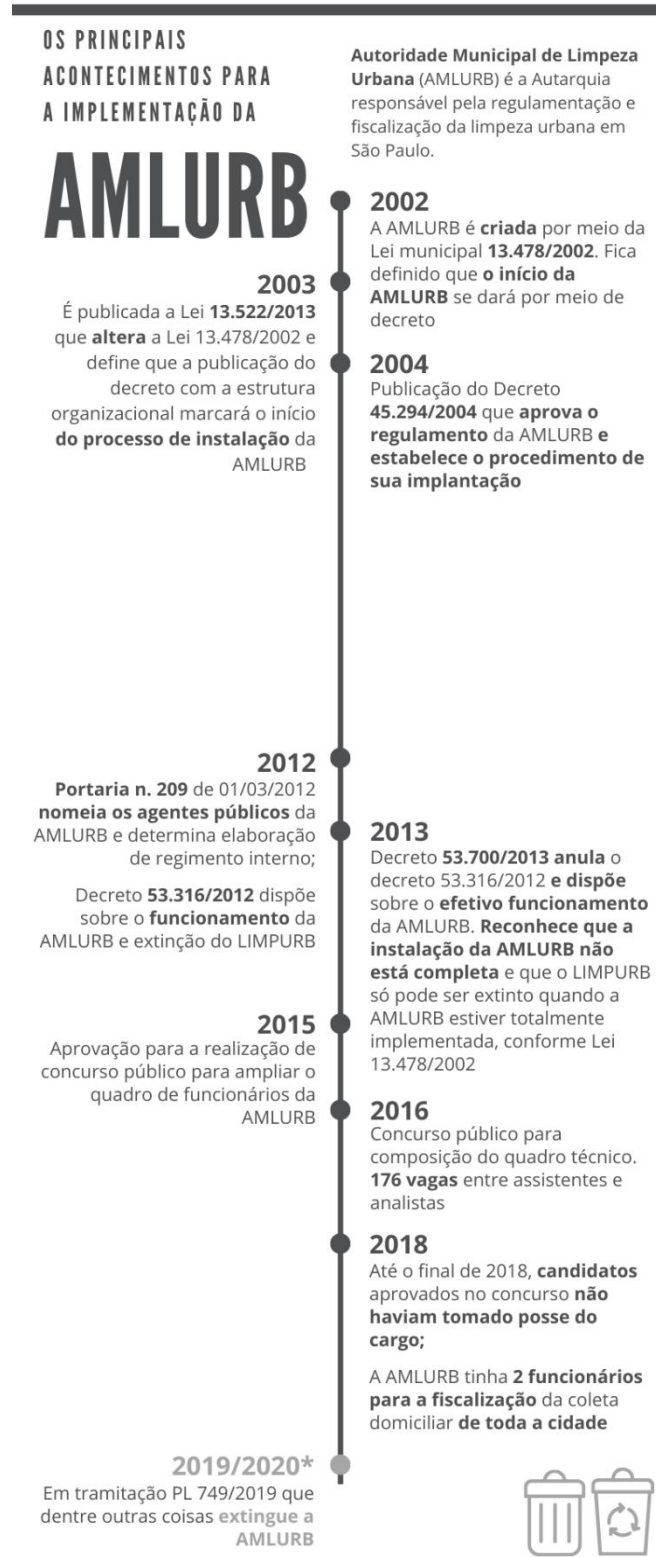 OS PRINCIPAIS
ACONTECIMENTOS PARA
A IMPLEMENTAÇÃO DA
AMLURB
Autoridade Municipal de Limpeza
Urbana (AMLURB) é a Autarquia
responsável pela regulamentação e
fiscalização da limpeza urbana em
São Paulo.
2002
A AMLURB é criada por meio da
Lei municipal 13.478/2002. Fica
definido que o início da
AMLURB se dará por meio de
decreto
2003
É publicada a Lei 13.522/2013
que altera a Lei 13.478/2002 e
define que a publicação do
decreto com a estrutura
organizacional marcará o início
do processo de instalação da
AMLURB
2004
Publicação do Decreto
45.294/2004 que aprova o
regulamento da AMLURB e
estabelece o procedimento de
sua implantação
2012
Portaria n. 209 de 01/03/2012
nomeia os agentes públicos da
AMLURB e determina elaboração
de regimento interno;
Decreto 53.316/2012 dispõe
sobre o funcionamento da
AMLURB e extinção do LIMPURB
2013
Decreto 53.700/2013 anula o
decreto 53.316/2012 e dispõe
sobre o efetivo funcionamento
da AMLURB. Reconhece que a
instalação da AMLURB não
está completa e que o LIMPURB
só pode ser extinto quando a
AMLURB estiver totalmente
implementada, conforme Lei
13.478/2002
2015
Aprovação para a realização de
concurso público para ampliar o
quadro de funcionários da
AMLURB
2016
Concurso público para
composição do quadro técnico.
176 vagas entre assistentes e
analistas
2018
Até o final de 2018, candidatos
aprovados no concurso não
haviam tomado posse do
cargo;
A AMLURB tinha 2 funcionários
para a fiscalização da coleta
domiciliar de toda a cidade
2019/2020*
Em tramitação PL 749/2019 que
dentre outras coisas extingue a
AMLURB